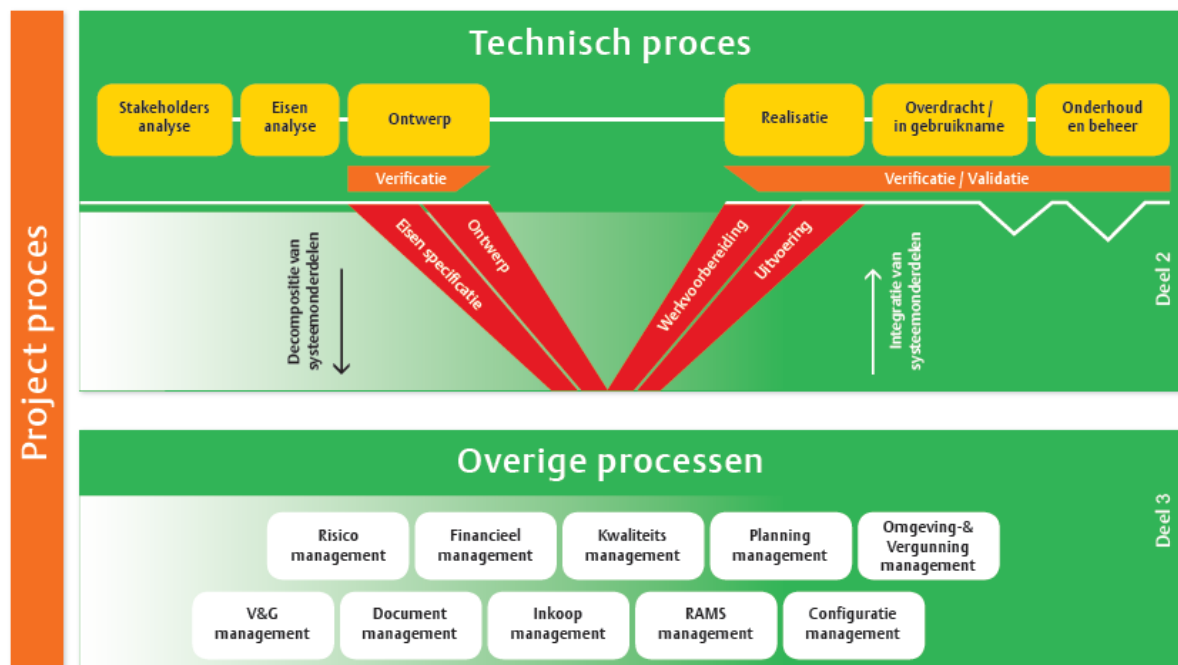 Project proces
Technisch proces
Stakeholders
analyse
Eisen
analyse
Ontwerp
Realisatie
Overdracht /
in gebruikname
Onderhoud
en beheer
Verificatie
Verificatie / Validatie
Decompositie van
systeemonderdelen
Eisen specificatie
Ontwerp
Werkvoorbereiding
Uitvoering
Integratie van
systeemonderdelen
Deel 2
Overige processen
Deel 3
Risico
management
Financieel
management
Kwaliteits
management
Planning
management
Omgeving-&
Vergunning
management
V&G
management
Document
management
Inkoop
management
RAMS
management
Configuratie
management